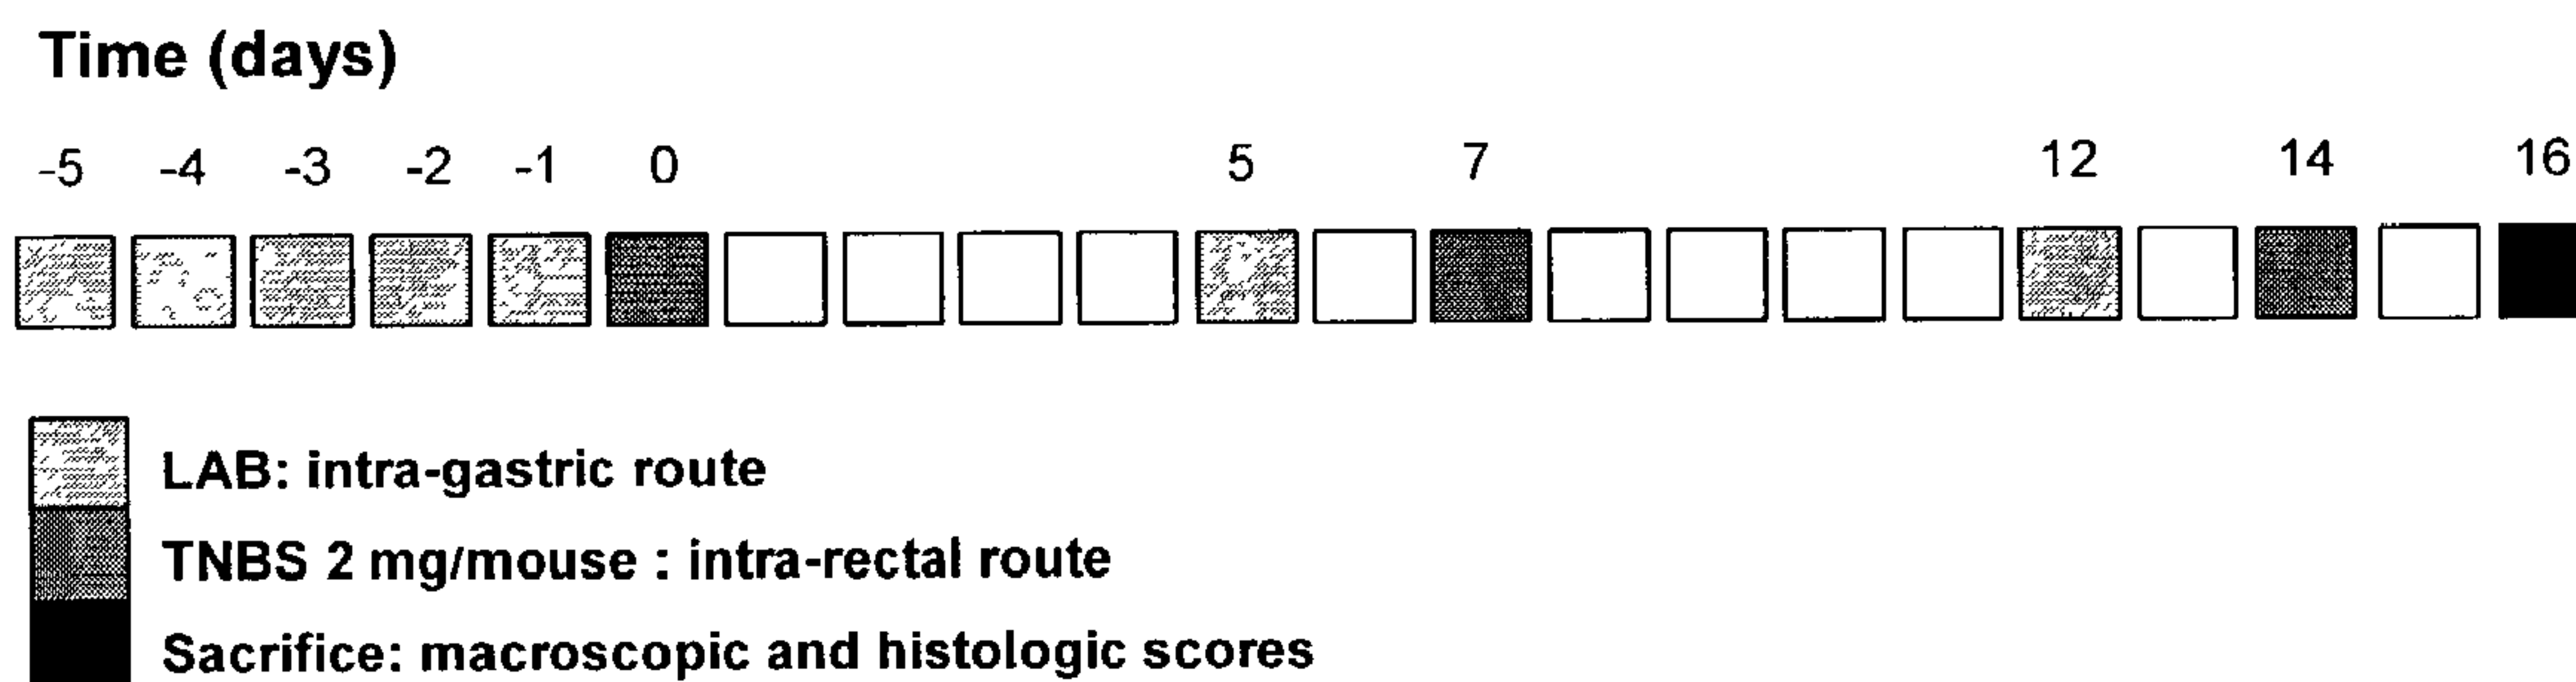 Time (days)
-5 -4 -3 -2 -1 0 5 7 12 14 16
LAB: intra-gastric route
TNBS 2 mg/mouse : intra-rectal route
Sacrifice: macroscopic and histologic scores